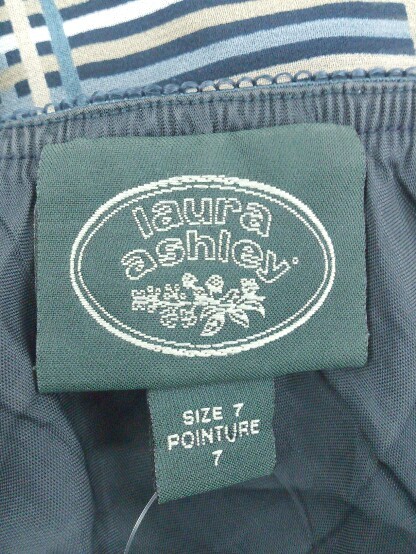 laura
ashley
SIZE 7
POINTURE
7